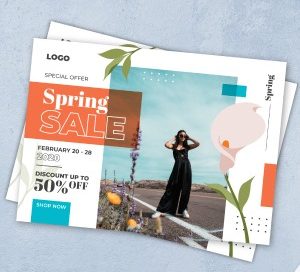 LOGO
SPECIAL OFFER
Spring
SALE
FEBRUARY 20 - 28
2020
DISCOUNT UP TO
50% OFF
SHOP NOW
Spring